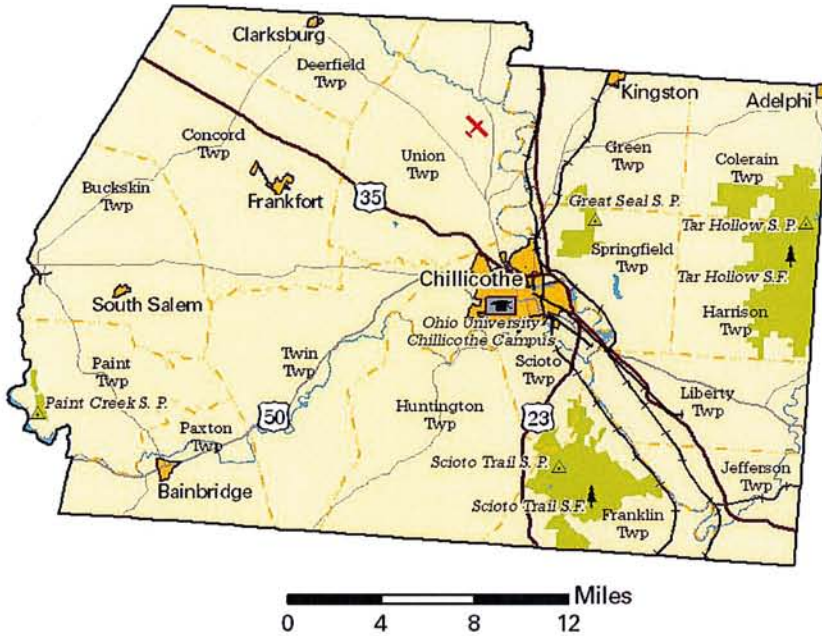 Clarksburg
Deerfield
Twp
Kingston
Adelphi
Concord
Twp
Union
Twp
Green
Twp
Colerain
Twp
Buckskin
Twp
Frankfort
35
Great Seal S. P.
Tar Hollow S. P.
Springfield
Twp
Tar Hollow S.F.
Chillicothe
South Salem
Harrison
Twp
Ohio University
Chillicothe Campus
Paint
Twp
Twin
Twp
Scioto
Twp
Liberty
Twp
Paint Creek S. P.
50
Huntington
Twp
23
Paxton
Twp
Scioto Trail S. P.
Jefferson
Twp
Bainbridge
Scioto Trail S.F.
Franklin
Twp
Miles
0 4 8 12